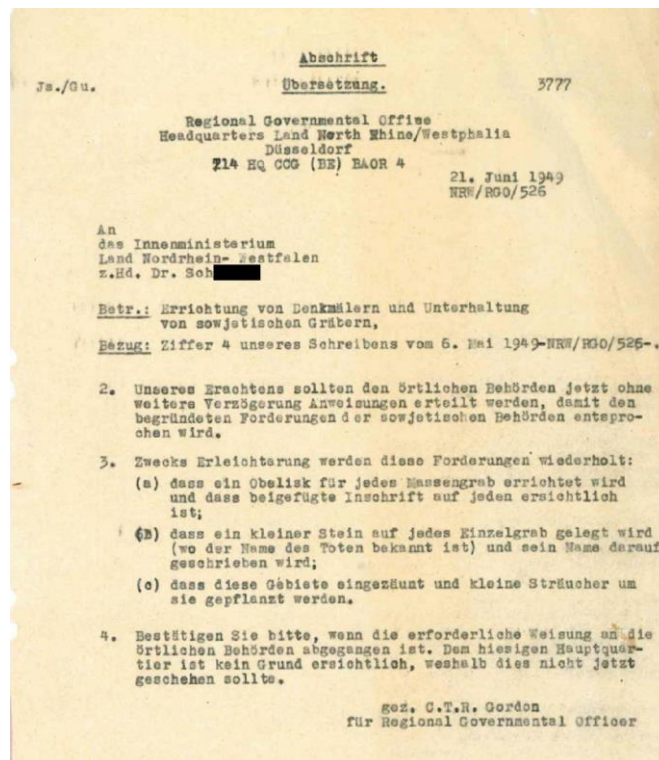 Abschrift
Js./Gu. Übersetzung. 3777
Regional Governmental Office
Headquarters Land North Rhine/Westphalia
Düsseldorf
714 HQ CCG (BE) BAOR 4
21. Juni 1949
NRW/RGO/526
An
das Innenministerium
Land Nordrhein- Westfalen
z.Hd. Dr. Sch
Betr.: Errichtung von Denkmälern und Unterhaltung
von sowjetischen Gräbern,
Bezug: Ziffer 4 unseres Schreibens vom 6. Mai 1949-NRW/RGO/526-.
2. Unseres Erachtens sollten den örtlichen Behörden jetzt ohne
weitere Verzögerung Anweisungen erteilt werden, damit den
begründeten Forderungen d er sowjetischen Behörden entspro-
chen wird.
3. Zwecks Erleichterung werden diese Forderungen wiederholt:
(a) dass ein Obelisk für jedes Massengrab errichtet wird
und dass beigefügte Inschrift auf jeden ersichtlich
ist;
(b) dass ein kleiner Stein auf jedes Einzelgrab gelegt wird
(wo der Name des Toten bekannt ist) und sein Name darauf
geschrieben wird;
(c) dass diese Gebiete eingezäunt und kleine Sträucher um
sie gepflanzt werden.
4. Bestätigen Sie bitte, wenn die erforderliche Weisung an die
örtlichen Behörden abgegangen ist. Dem hiesigen Hauptquar-
tier ist kein Grund ersichtlich, weshalb dies nicht jetzt
geschehen sollte.
gez. C.T.R. Gordon
für Regional Governmental Officer